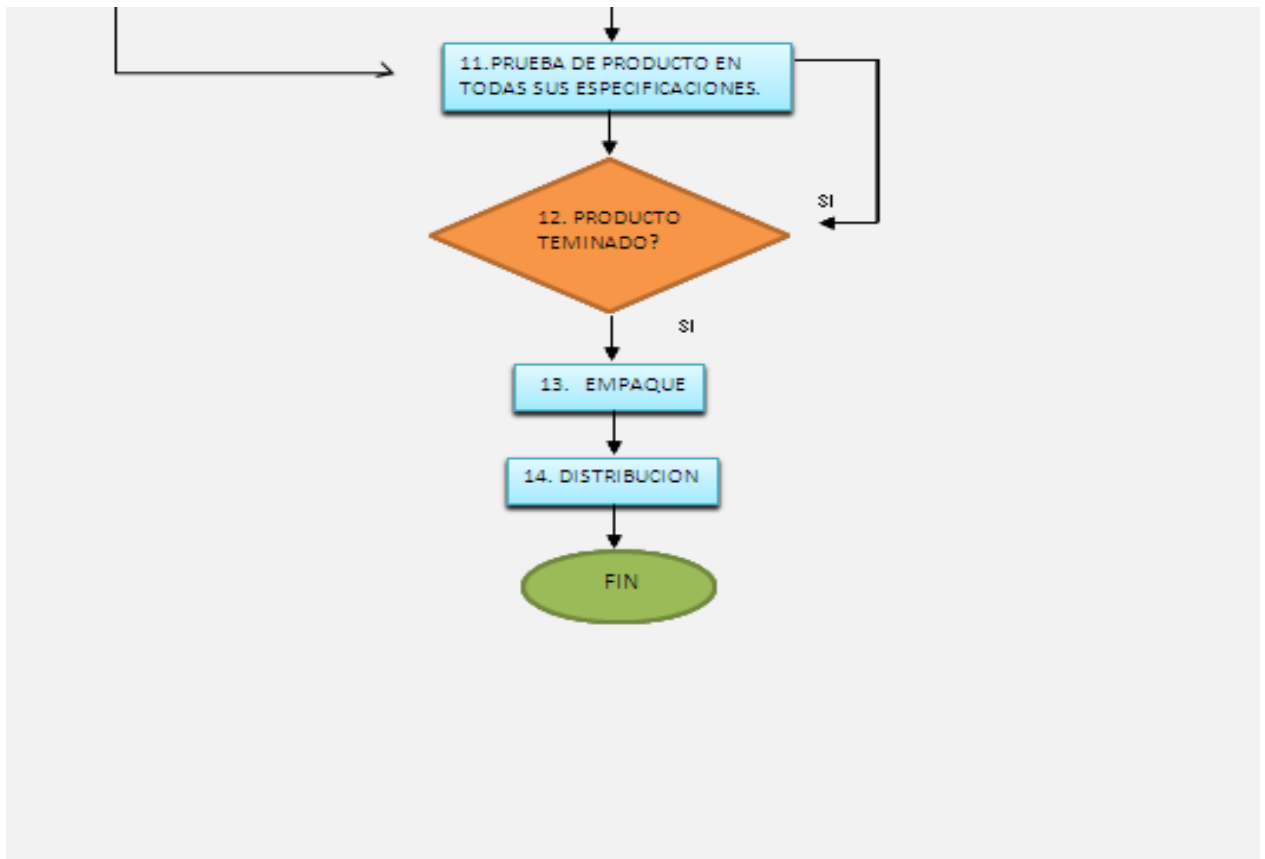 11.PRUEBA DE PRODUCTO EN
TODAS SUS ESPECIFICACIONES.
SI
12. PRODUCTO
TEMINADO?
SI
13. EMPAQUE
14. DISTRIBUCION
FIN